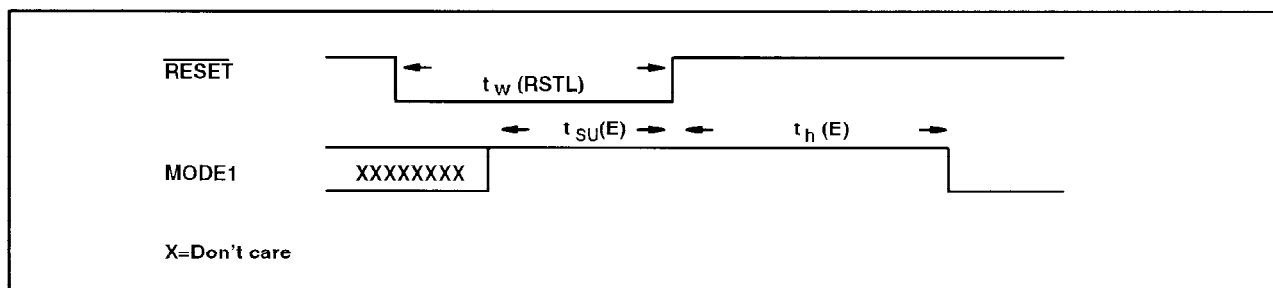 RESET
t w (RSTL)
t SU(E)
t h (E)
MODE1
XXXXXXXX
X=Don't care